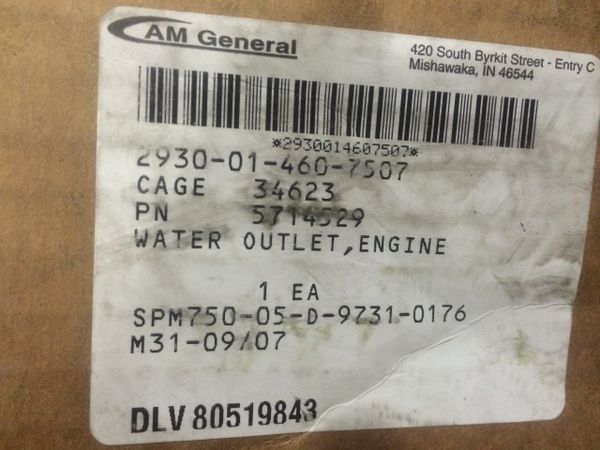 AM General
420 South Byrkit Street - Entry C
Mishawaka, IN 46544
*2930014607507*
2930-01-460-7507
CAGE 34623
PN 5714529
WATER OUTLET,ENGINE
1 EA
SPM750-05-D-9731-0176
M31-09/07
DLV 80519843